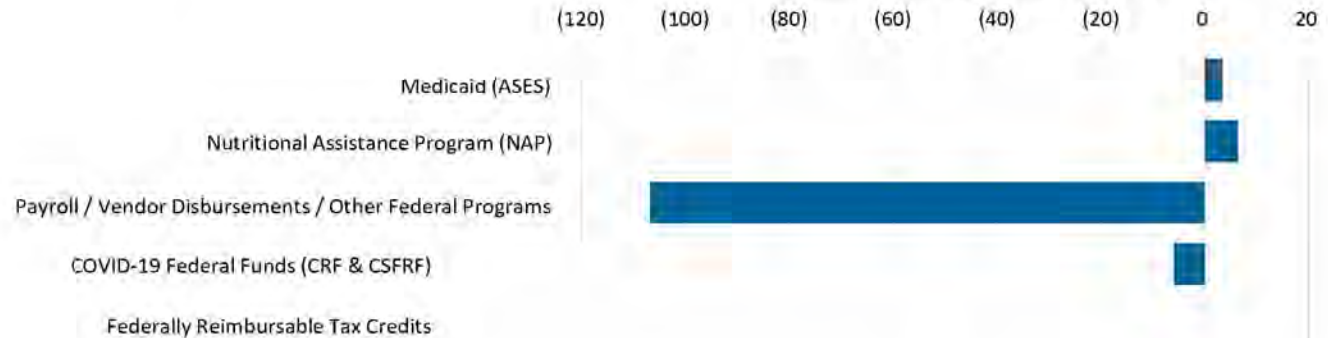 (120) (100) (80) (60) (40) (20) 0 20
Medicaid (ASES)
Nutritional Assistance Program (NAP)
Payroll / Vendor Disbursements / Other Federal Programs
COVID-19 Federal Funds (CRF & CSFRF)
Federally Reimbursable Tax Credits